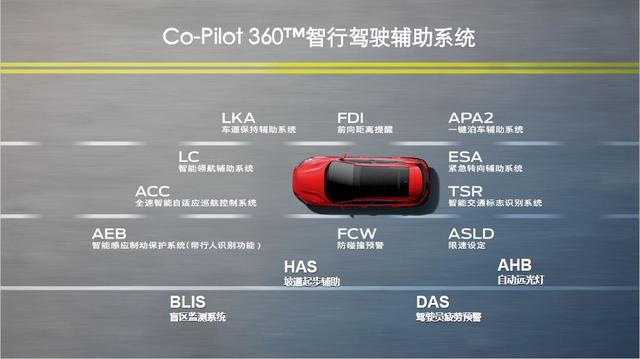 Co-Pilot 360™智行驾驶辅助系统
LKA
车道保持辅助系统
FDI
前向距离提醒
APA2
一键泊车辅助系统
LC
智能领航辅助系统
ESA
紧急转向辅助系统
ACC
全速智能自适应巡航控制系统
TSR
智能交通标志识别系统
AEB
智能感应制动保护系统(带行人识别功能)
FCW
防碰撞预警
ASLD
限速设定
HAS
坡道起步辅助
AHB
自动远光灯
BLIS
盲区监测系统
DAS
驾驶员疲劳预警